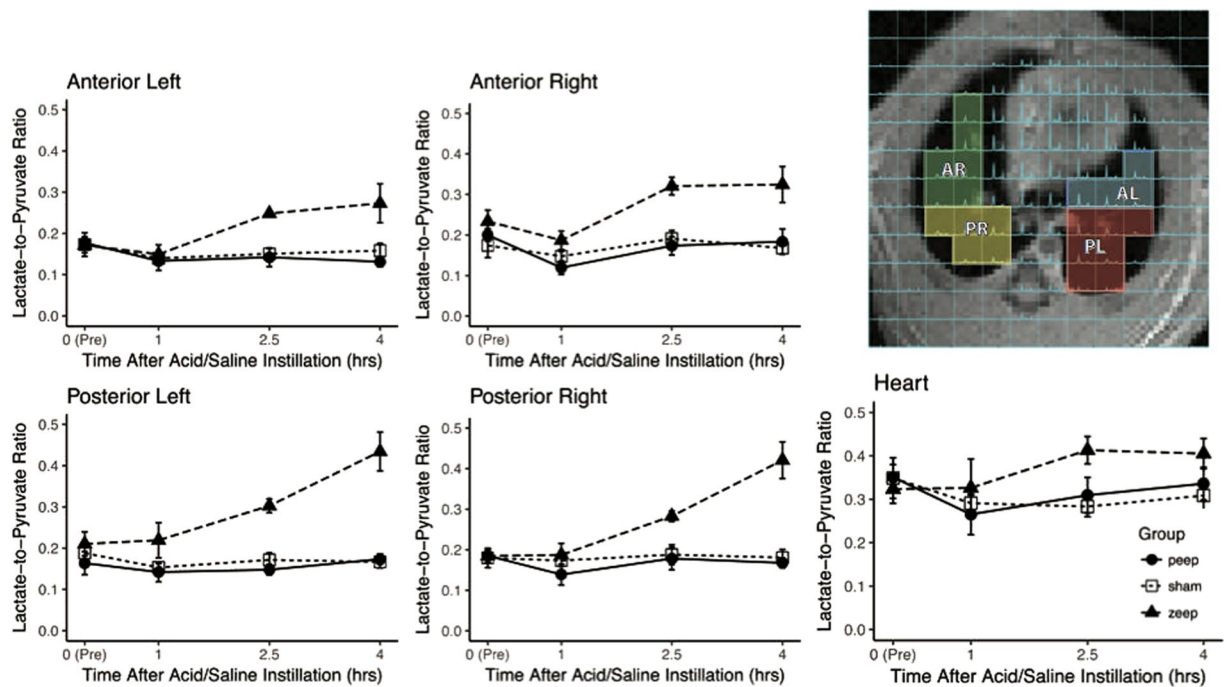 Anterior Left
Lactate-to-Pyruvate Ratio
0.5
0.4
0.3
0.2
0.1
0.0
0 (Pre) 1 2.5 4
Time After Acid/Saline Instillation (hrs)
Anterior Right
Lactate-to-Pyruvate Ratio
0.5
0.4
0.3
0.2
0.1
0.0
0 (Pre) 1 2.5 4
Time After Acid/Saline Instillation (hrs)
AR
AL
PR
PL
Posterior Left
Lactate-to-Pyruvate Ratio
0.5
0.4
0.3
0.2
0.1
0.0
0 (Pre) 1 2.5 4
Time After Acid/Saline Instillation (hrs)
Posterior Right
Lactate-to-Pyruvate Ratio
0.5
0.4
0.3
0.2
0.1
0.0
0 (Pre) 1 2.5 4
Time After Acid/Saline Instillation (hrs)
Heart
Lactate-to-Pyruvate Ratio
0.5
0.4
0.3
0.2
0.1
0.0
0 (Pre) 1 2.5 4
Time After Acid/Saline Instillation (hrs)
Group
peep
sham
zeep